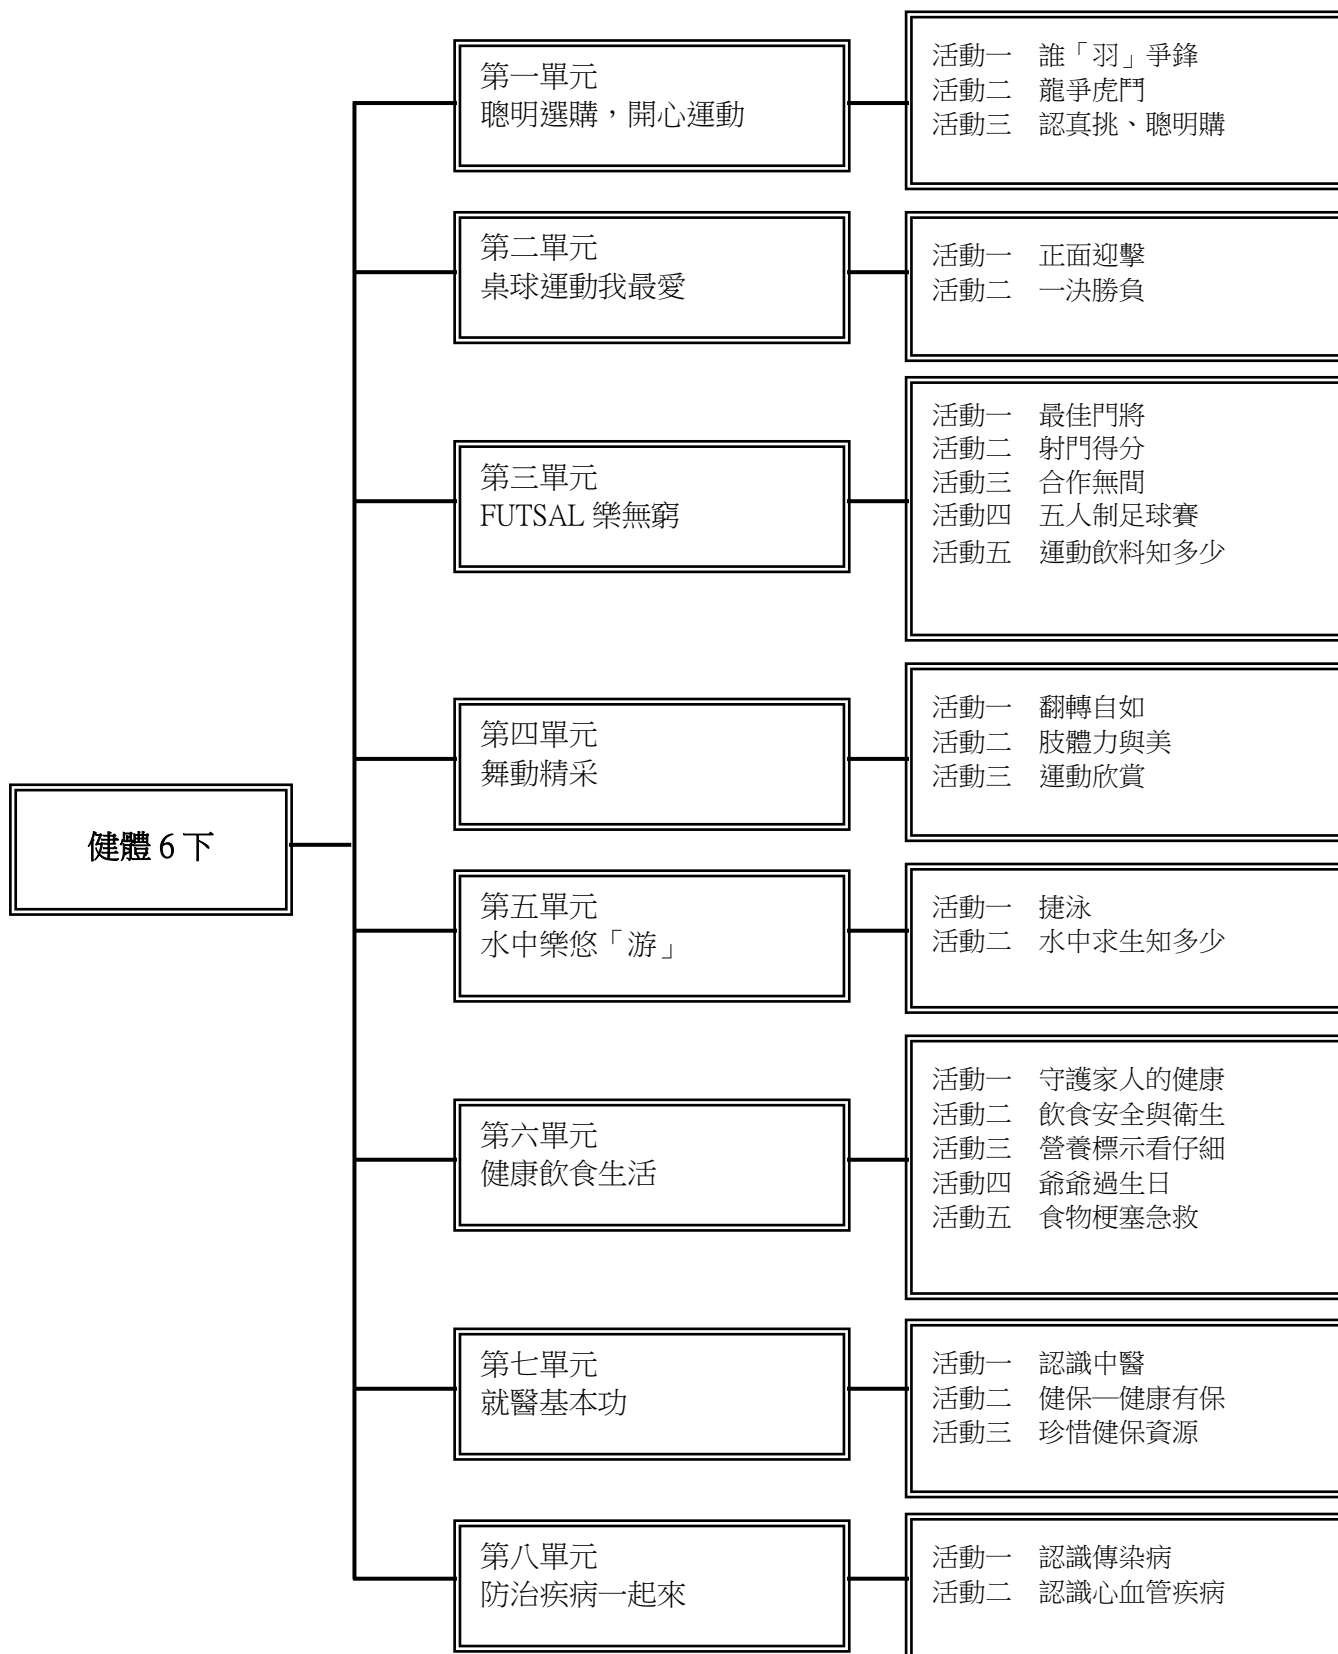 健體 6 下
第一單元
聰明選購，開心運動
活動一　誰「羽」爭鋒
活動二　龍爭虎鬥
活動三　認真挑、聰明購
第二單元
桌球運動我最愛
活動一　正面迎擊
活動二　一決勝負
第三單元
FUTSAL 樂無窮
活動一　最佳門將
活動二　射門得分
活動三　合作無間
活動四　五人制足球賽
活動五　運動飲料知多少
第四單元
舞動精采
活動一　翻轉自如
活動二　肢體力與美
活動三　運動欣賞
第五單元
水中樂悠「游」
活動一　捷泳
活動二　水中求生知多少
第六單元
健康飲食生活
活動一　守護家人的健康
活動二　飲食安全與衛生
活動三　營養標示看仔細
活動四　爺爺過生日
活動五　食物梗塞急救
第七單元
就醫基本功
活動一　認識中醫
活動二　健保─健康有保
活動三　珍惜健保資源
第八單元
防治疾病一起來
活動一　認識傳染病
活動二　認識心血管疾病